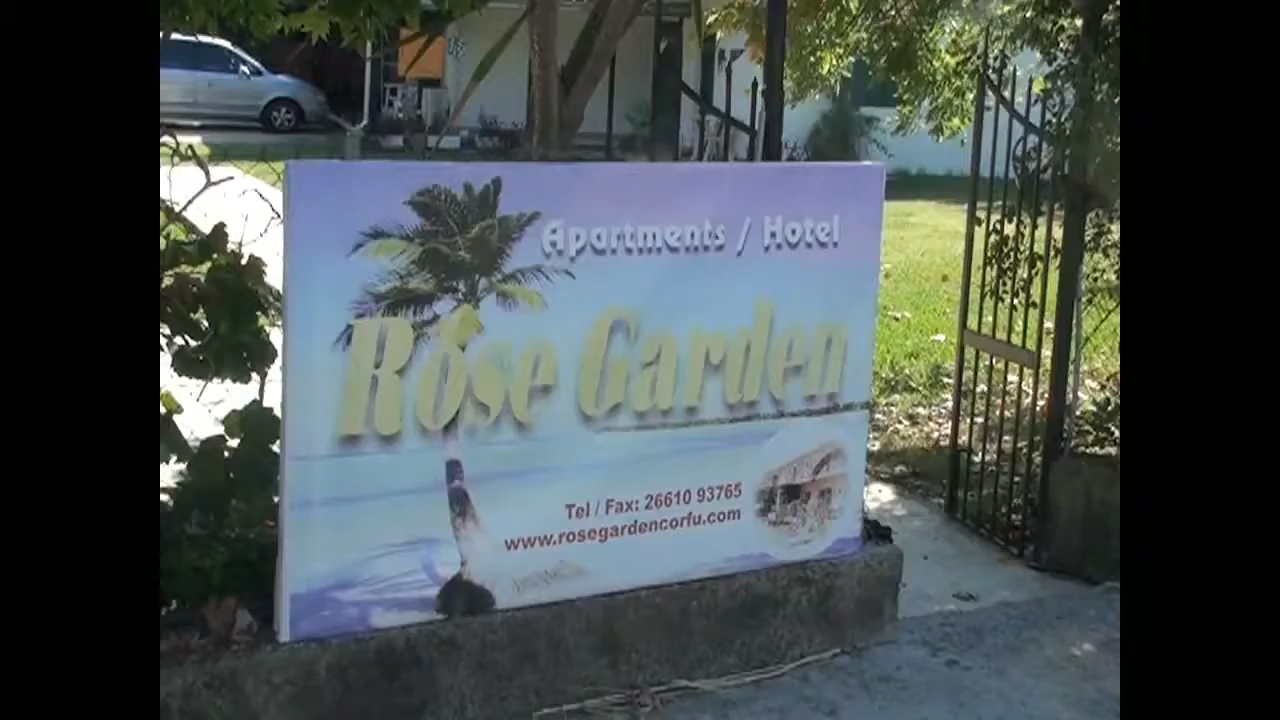 Apartments / Hotel
Rose Garden
Tel / Fax: 26610 93765
www.rosegardencorfu.com